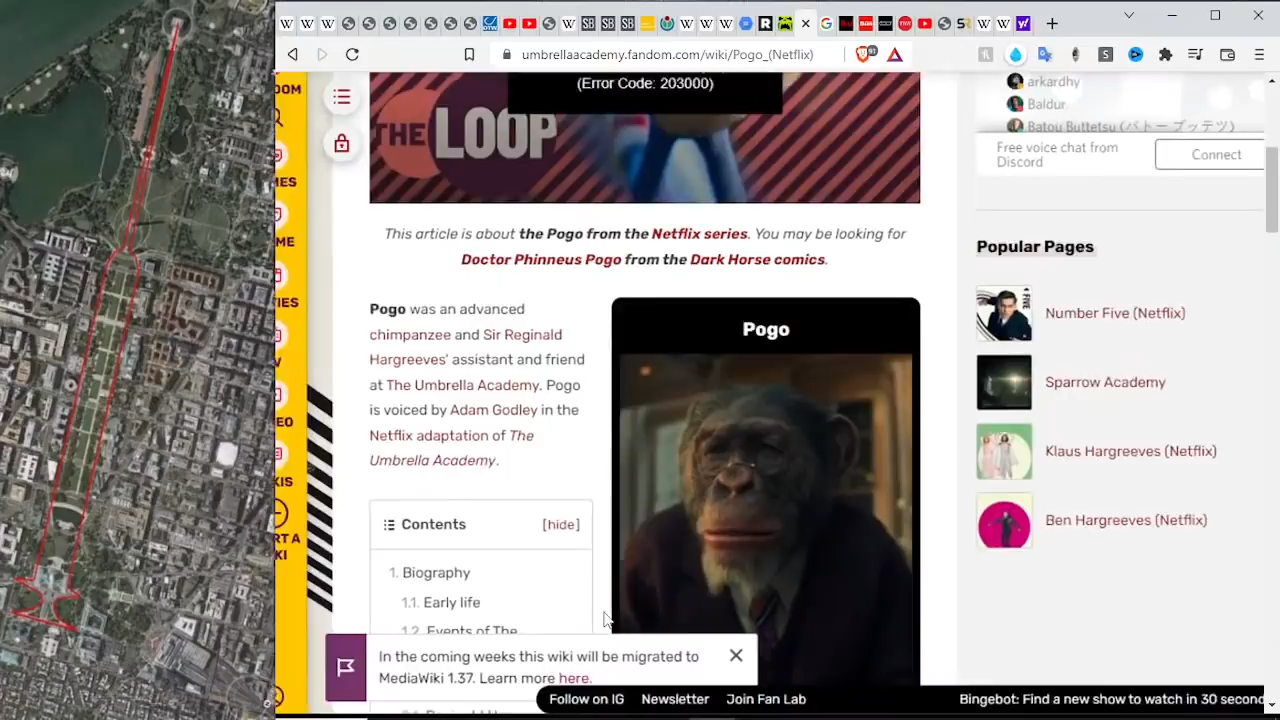 umbrellaacademy.fandom.com/wiki/Pogo_(Netflix)
(Error Code: 203000)
THE LOOP
This article is about the Pogo from the Netflix series. You may be looking for
Doctor Phinneus Pogo from the Dark Horse comics.
Pogo was an advanced
chimpanzee and Sir Reginald
Hargreeves' assistant and friend
at The Umbrella Academy. Pogo
is voiced by Adam Godley in the
Netflix adaptation of The
Umbrella Academy.
Contents [hide]
1. Biography
1.1. Early life
1.2. Events of The
Pogo
In the coming weeks this wiki will be migrated to
MediaWiki 1.37. Learn more here.
arkardhy
Baldur
Batou Buttetsu (バトー ブッテツ)
Free voice chat from
Discord
Connect
Popular Pages
Number Five (Netflix)
Sparrow Academy
Klaus Hargreeves (Netflix)
Ben Hargreeves (Netflix)
Follow on IG Newsletter Join Fan Lab
Bingebot: Find a new show to watch in 30 second